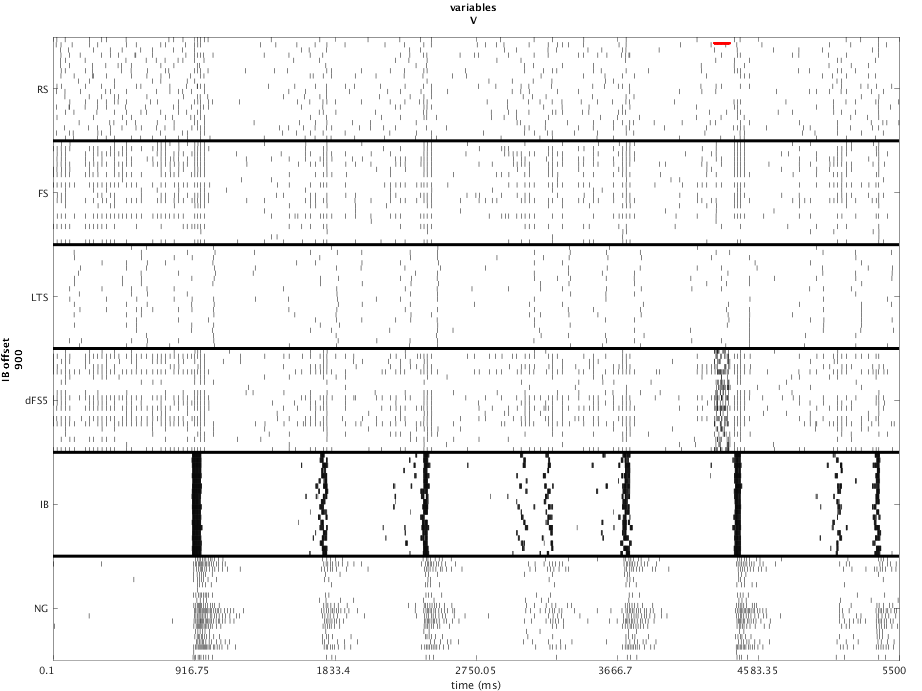 variables
V
RS
FS
LTS
dFS5
IB
NG
IB offset
900
0.1 916.75 1833.4 2750.05 3666.7 4583.35 5500
time (ms)